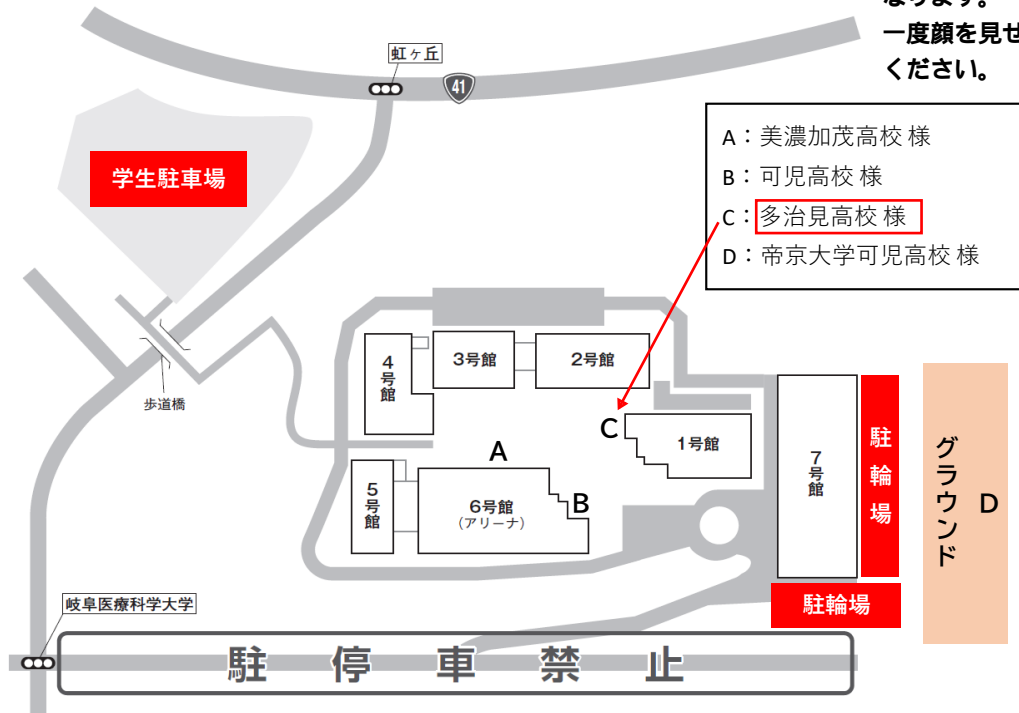 なります。
一度顔を見せ
ください。
虹ヶ丘
41
A：美濃加茂高校 様
B：可児高校 様
C：多治見高校 様
D：帝京大学可児高校 様
学生駐車場
歩道橋
4号館
3号館
2号館
C
1号館
A
5号館
6号館
(アリーナ)
B
7号館
駐輪場
グラウンド
D
駐輪場
岐阜医療科学大学
駐停車禁止